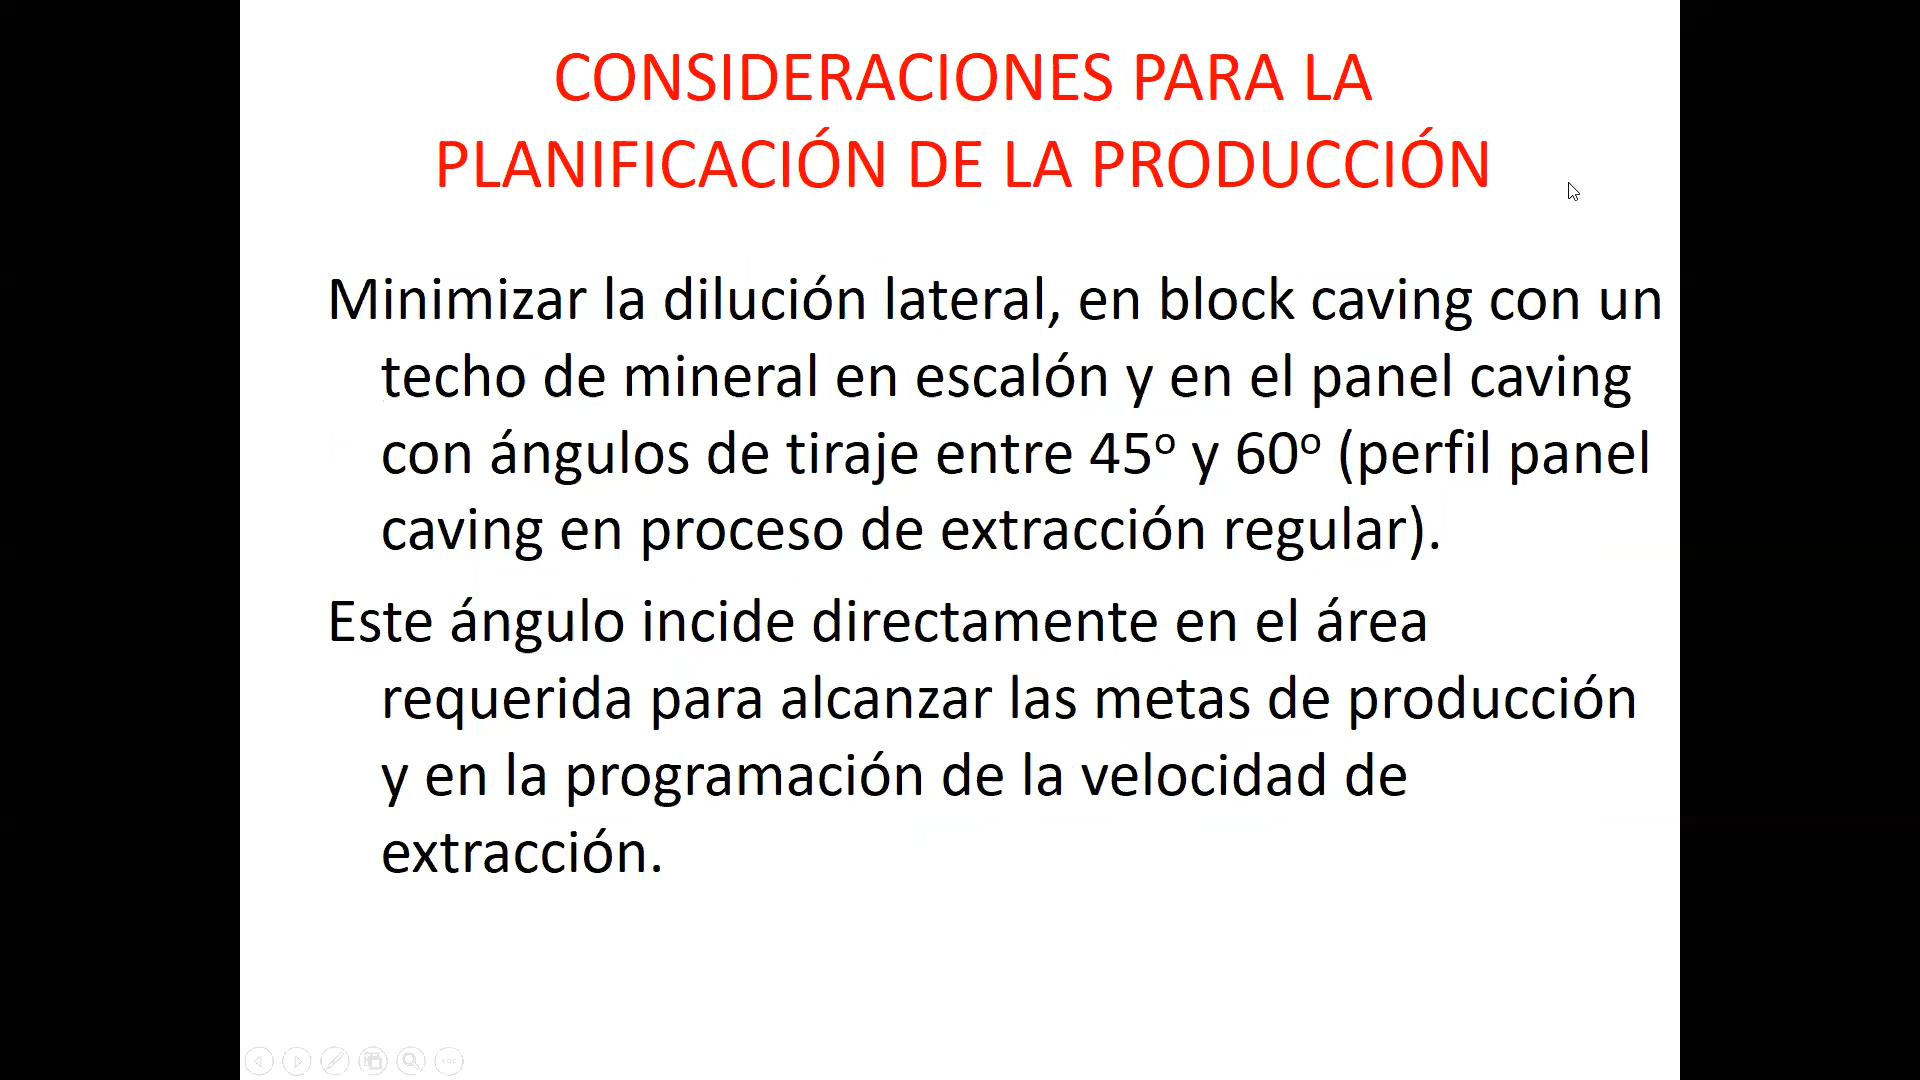 CONSIDERACIONES PARA LA
PLANIFICACIÓN DE LA PRODUCCIÓN
Minimizar la dilución lateral, en block caving con un
techo de mineral en escalón y en el panel caving
con ángulos de tiraje entre 45º y 60º (perfil panel
caving en proceso de extracción regular).
Este ángulo incide directamente en el área
requerida para alcanzar las metas de producción
y en la programación de la velocidad de
extracción.